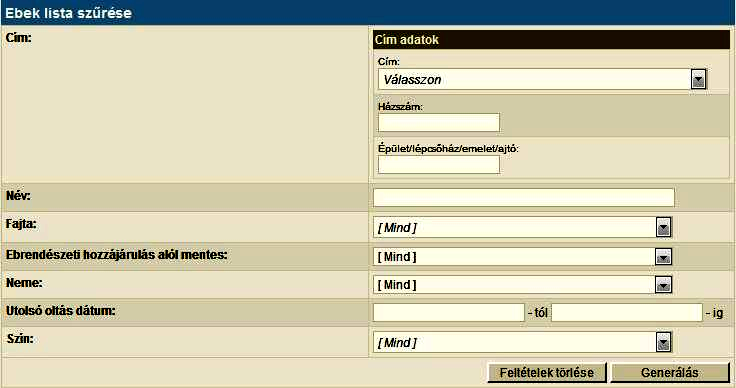 Ebek lista szűrése
Cím:
Cím adatok
Cím:
Válasszon
Házszám:
Épület/lépcsőház/emelet/ajtó:
Név:
Fajta:
[ Mind ]
Ebrendészeti hozzájárulás alól mentes:
[ Mind ]
Neme:
[ Mind ]
Utolsó oltás dátum:
- tól
- ig
Szín:
[ Mind ]
Feltételek törlése
Generálás